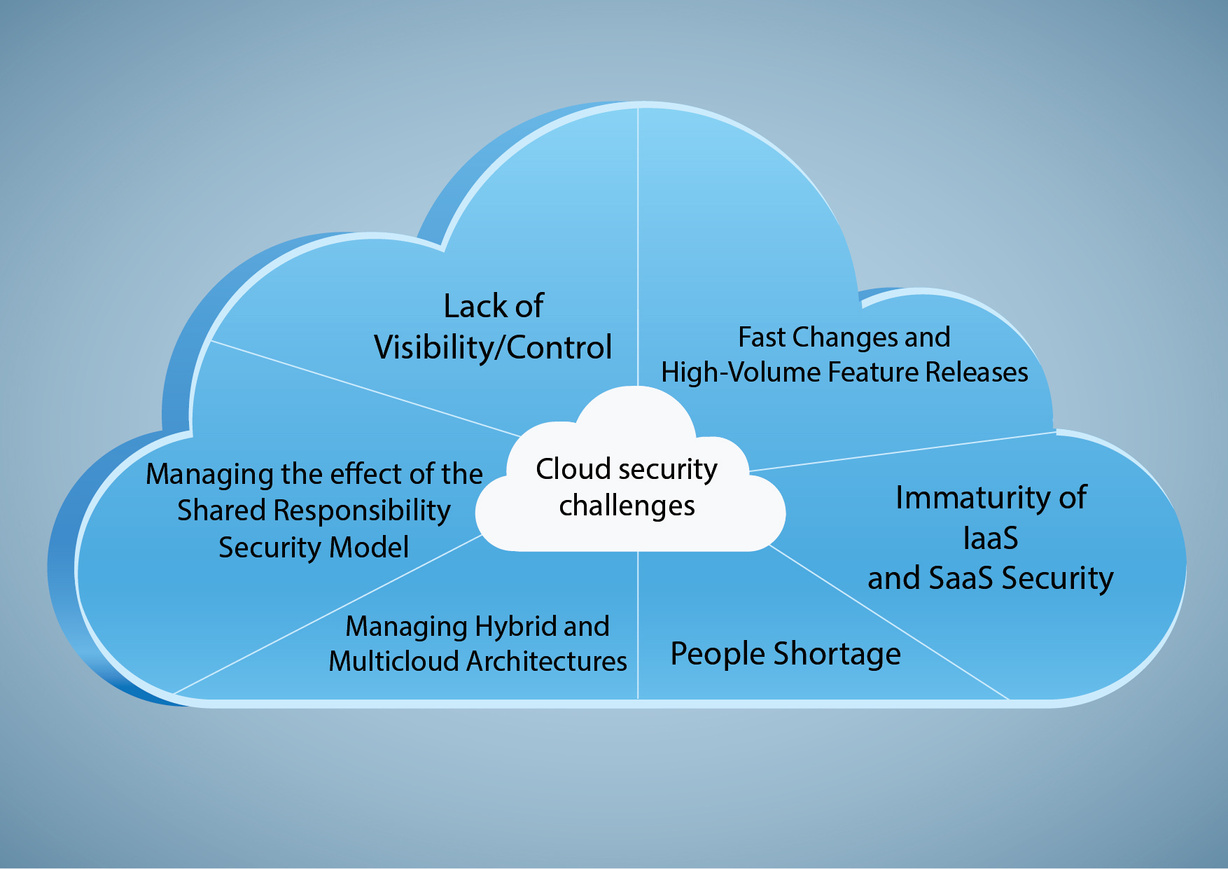 Lack of
Visibility/Control
Fast Changes and
High-Volume Feature Releases
Cloud security
challenges
Managing the effect of the
Shared Responsibility
Security Model
Immaturity of
IaaS
and SaaS Security
Managing Hybrid and
Multicloud Architectures
People Shortage